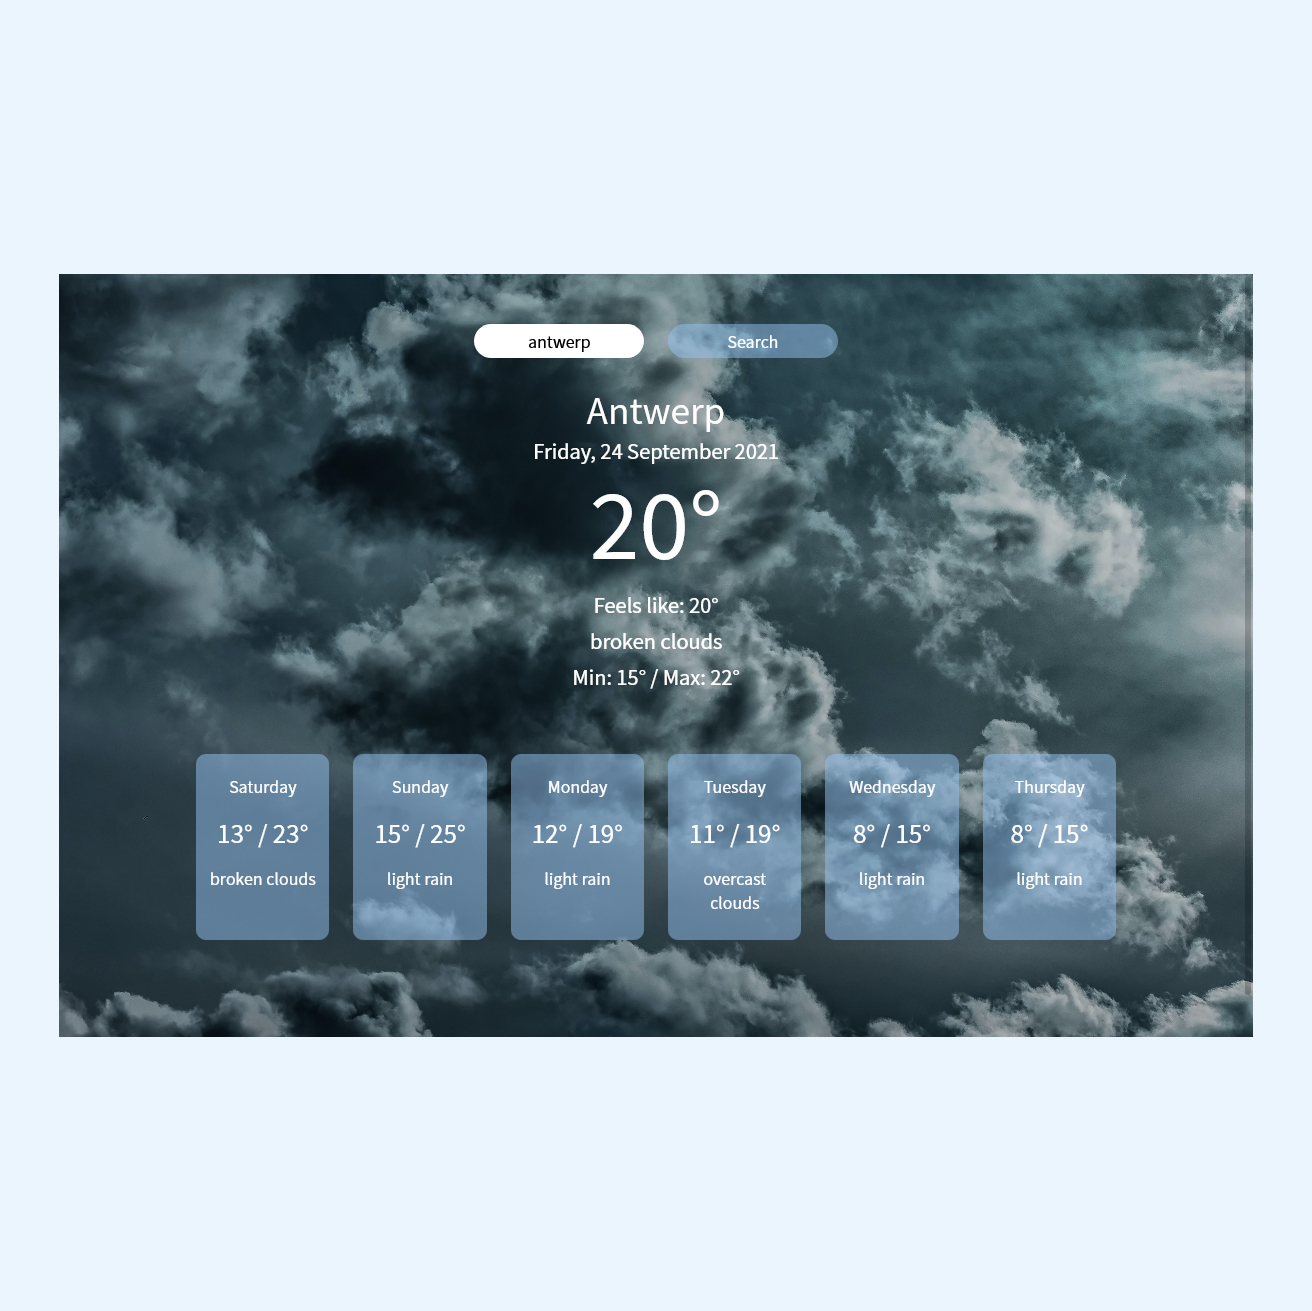 antwerp
Search
Antwerp
Friday, 24 September 2021
20°
Feels like: 20°
broken clouds
Min: 15° / Max: 22°
Saturday
13° / 23°
broken clouds
Sunday
15° / 25°
light rain
Monday
12° / 19°
light rain
Tuesday
11° / 19°
overcast
clouds
Wednesday
8° / 15°
light rain
Thursday
8° / 15°
light rain